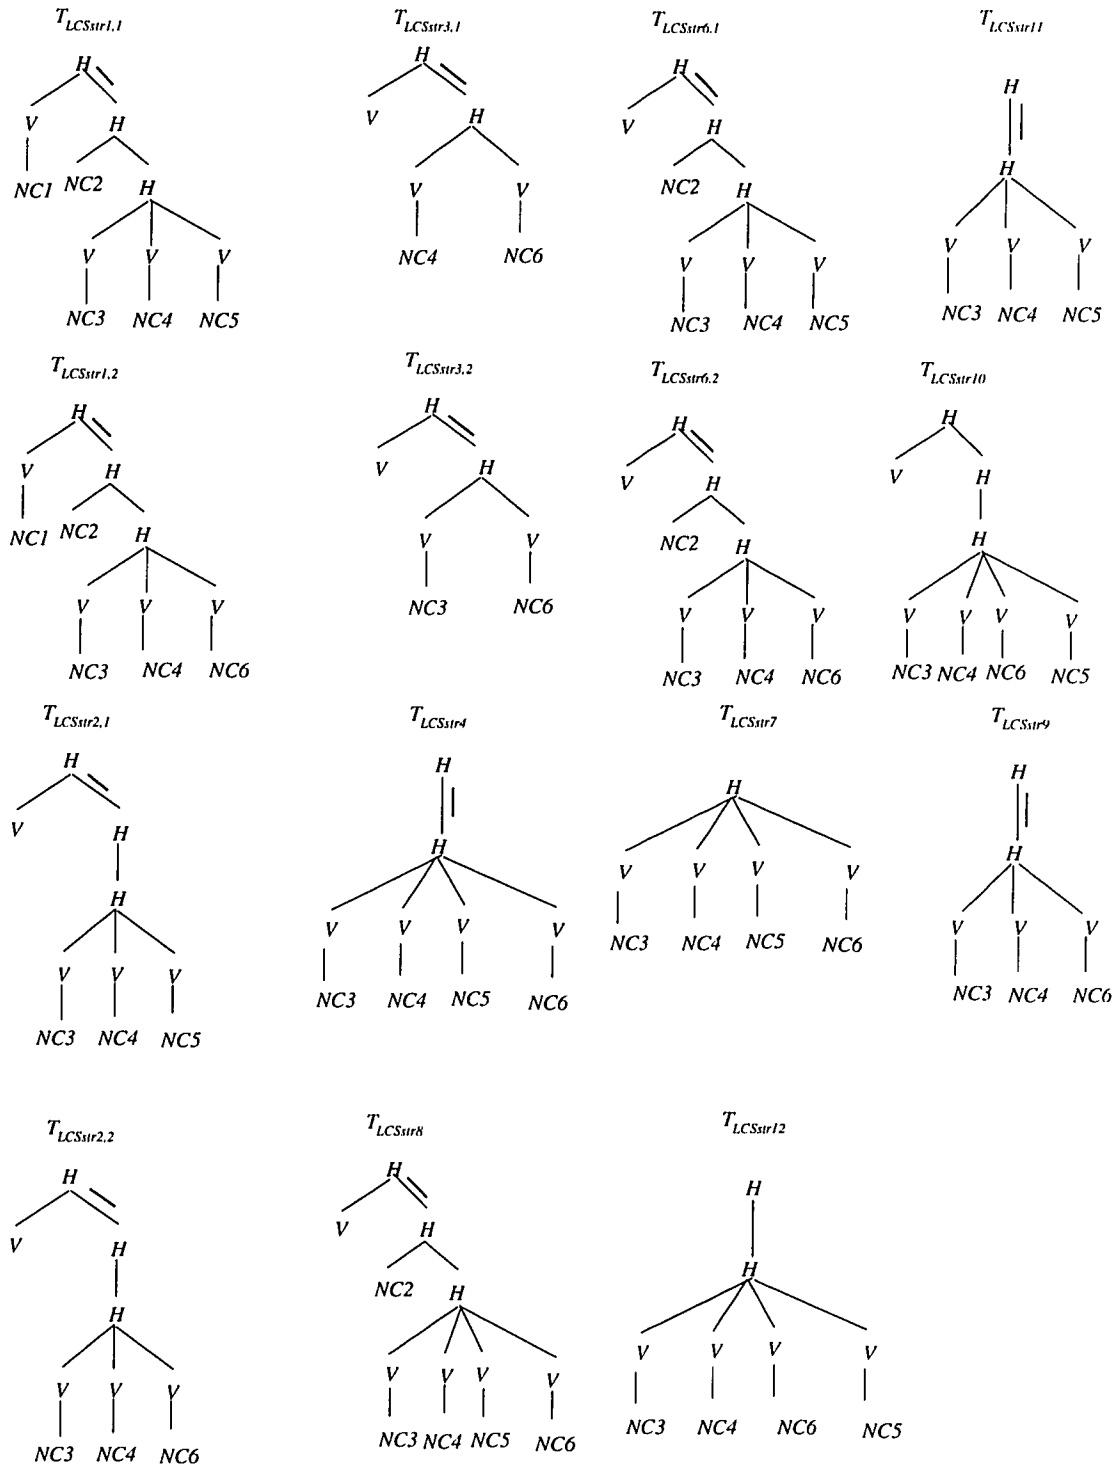 T_LCSstr1,1 T_LCSstr3,1 T_LCSstr6,1 T_LCSstr11
H H H H
V H V H V H H
NC1 NC2 H V V NC2 H V V V
V V V NC4 NC6 V V V NC3 NC4 NC5
NC3 NC4 NC5 NC3 NC4 NC5
T_LCSstr1,2 T_LCSstr3,2 T_LCSstr6,2 T_LCSstr10
H H H H
V H V H V H V H
NC1 NC2 H V V NC2 H H
V V V NC3 NC6 V V V V V V V
NC3 NC4 NC6 NC3 NC4 NC6 NC3 NC4 NC6 NC5
T_LCSstr2,1 T_LCSstr4 T_LCSstr7 T_LCSstr9
H H H H
V H H V V V V H
H V V V V NC3 NC4 NC5 NC6 V V V
V V V NC3 NC4 NC5 NC6 NC3 NC4 NC6
NC3 NC4 NC5
T_LCSstr2,2 T_LCSstr8 T_LCSstr12
H H H
V H V H H
H NC2 H V V V V
V V V V V V V NC3 NC4 NC6 NC5
NC3 NC4 NC6 NC3 NC4 NC5 NC6